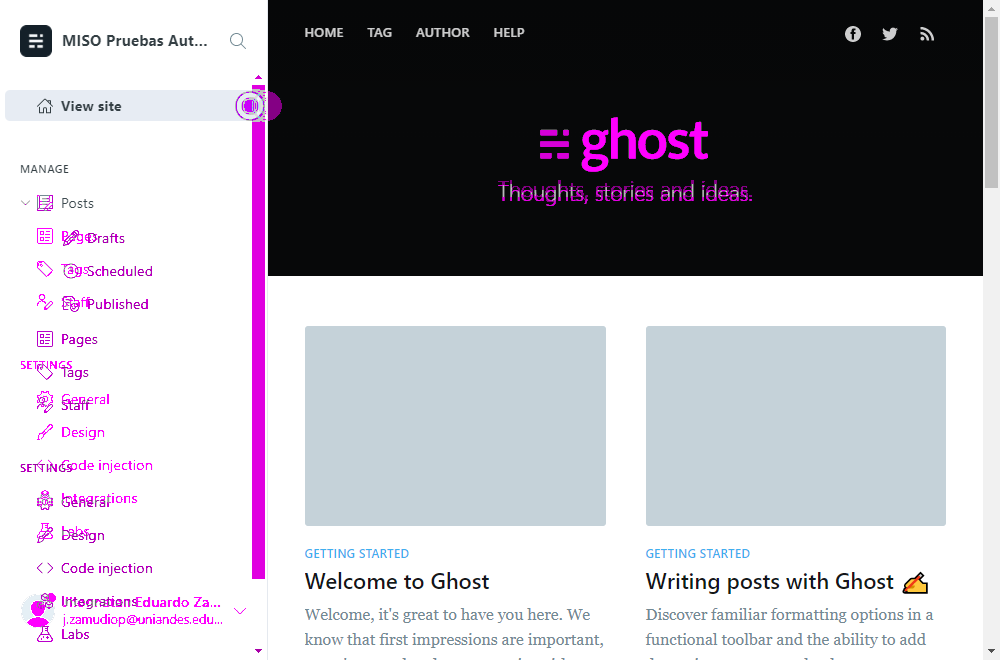 MISO Pruebas Aut...
View site
MANAGE
Posts
Pages
Drafts
Tags
Scheduled
Staff
Published
Pages
SETTINGS
Tags
General
Staff
Design
Code injection
SETTINGS
Integrations
General
Labs
Design
Code injection
Integrations
Eduardo Za...
j.zamudiop@uniandes.edu...
Labs
HOME TAG AUTHOR HELP
ghost
Thoughts, stories and ideas.
GETTING STARTED
Welcome to Ghost
Welcome, it's great to have you here. We
know that first impressions are important,
GETTING STARTED
Writing posts with Ghost ✍️
Discover familiar formatting options in a
functional toolbar and the ability to add